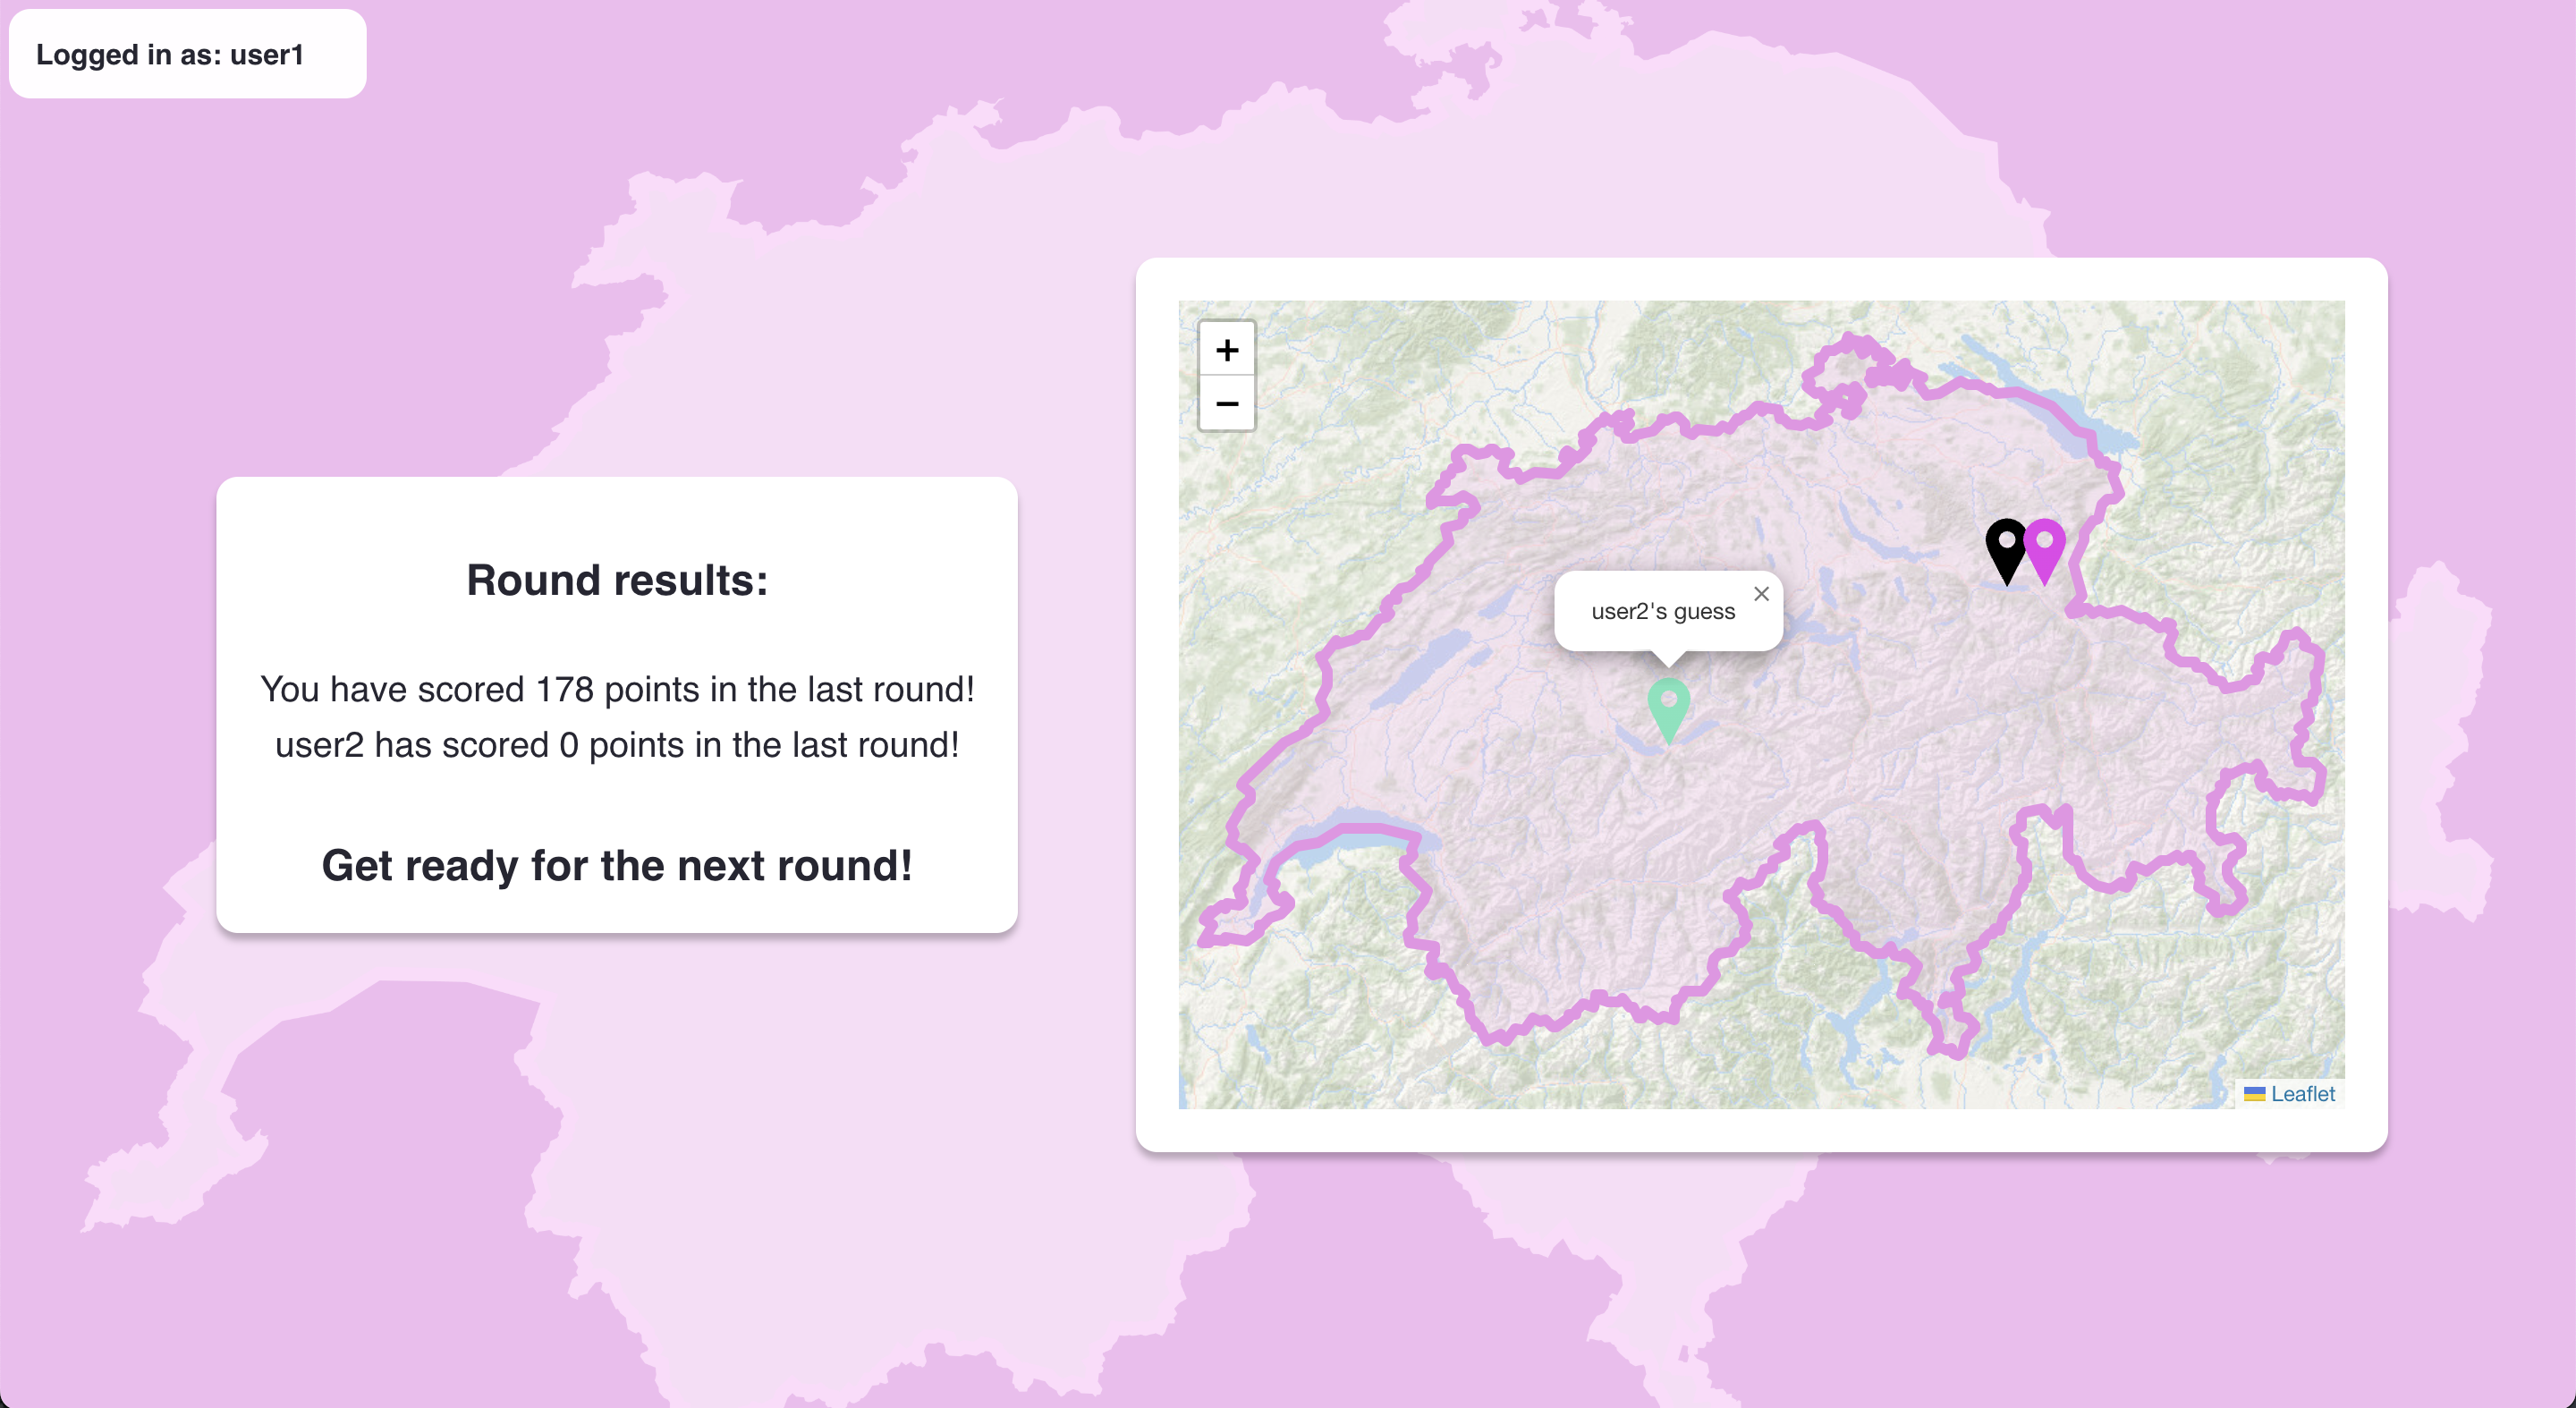 Logged in as: user1
Round results:
You have scored 178 points in the last round!
user2 has scored 0 points in the last round!
Get ready for the next round!
+
−
user2's guess
×
Leaflet